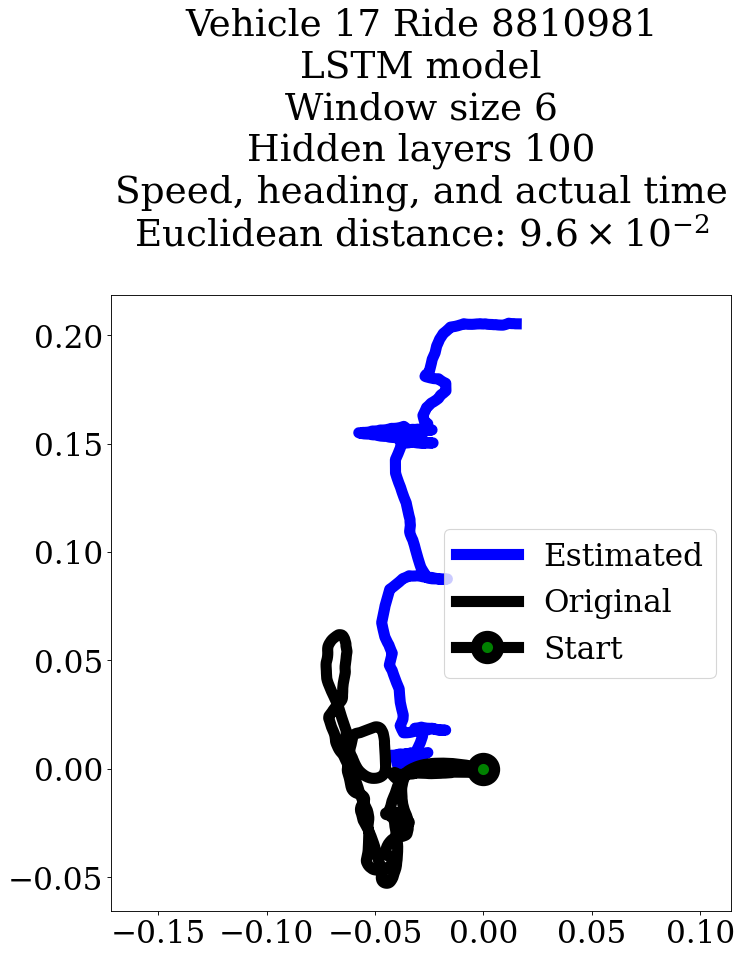 Vehicle 17 Ride 8810981
LSTM model
Window size 6
Hidden layers 100
Speed, heading, and actual time
Euclidean distance: 9.6 × 10⁻²
0.20
0.15
0.10
0.05
0.00
−0.05
Estimated
Original
Start
−0.15 −0.10 −0.05 0.00 0.05 0.10